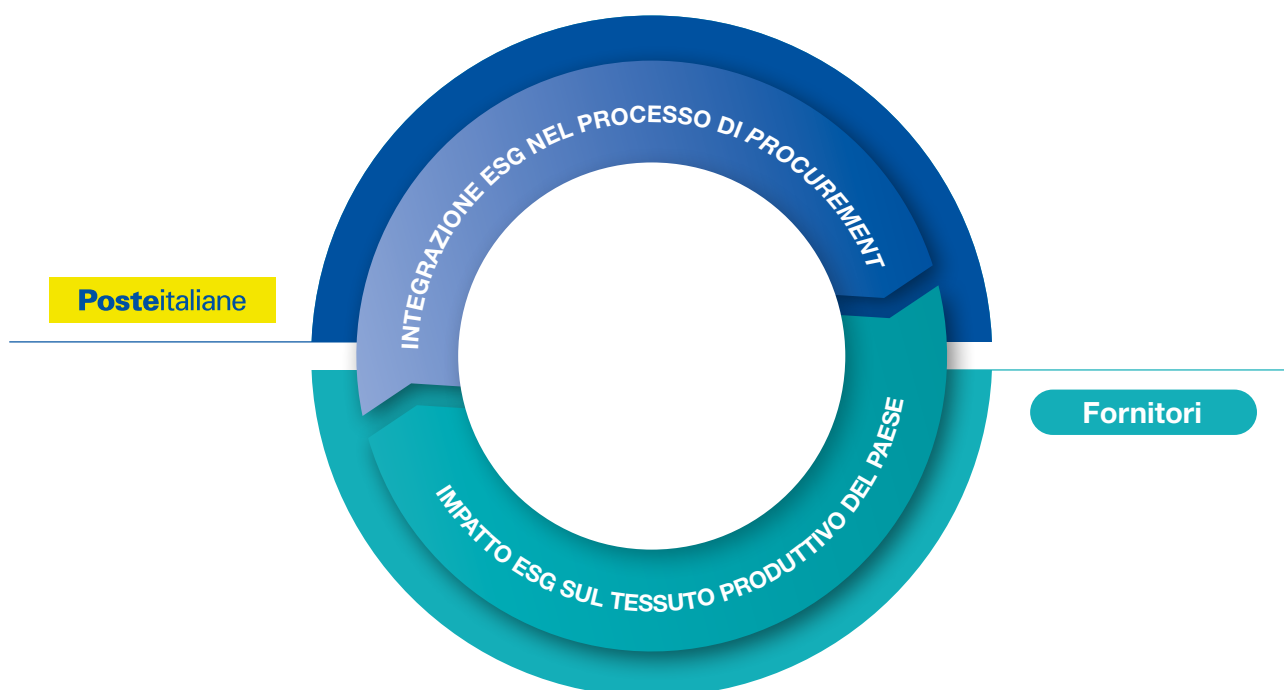 INTEGRAZIONE ESG NEL PROCESSO DI PROCUREMENT
Posteitaliane
Fornitori
IMPATTO ESG SUL TESSUTO PRODUTTIVO DEL PAESE